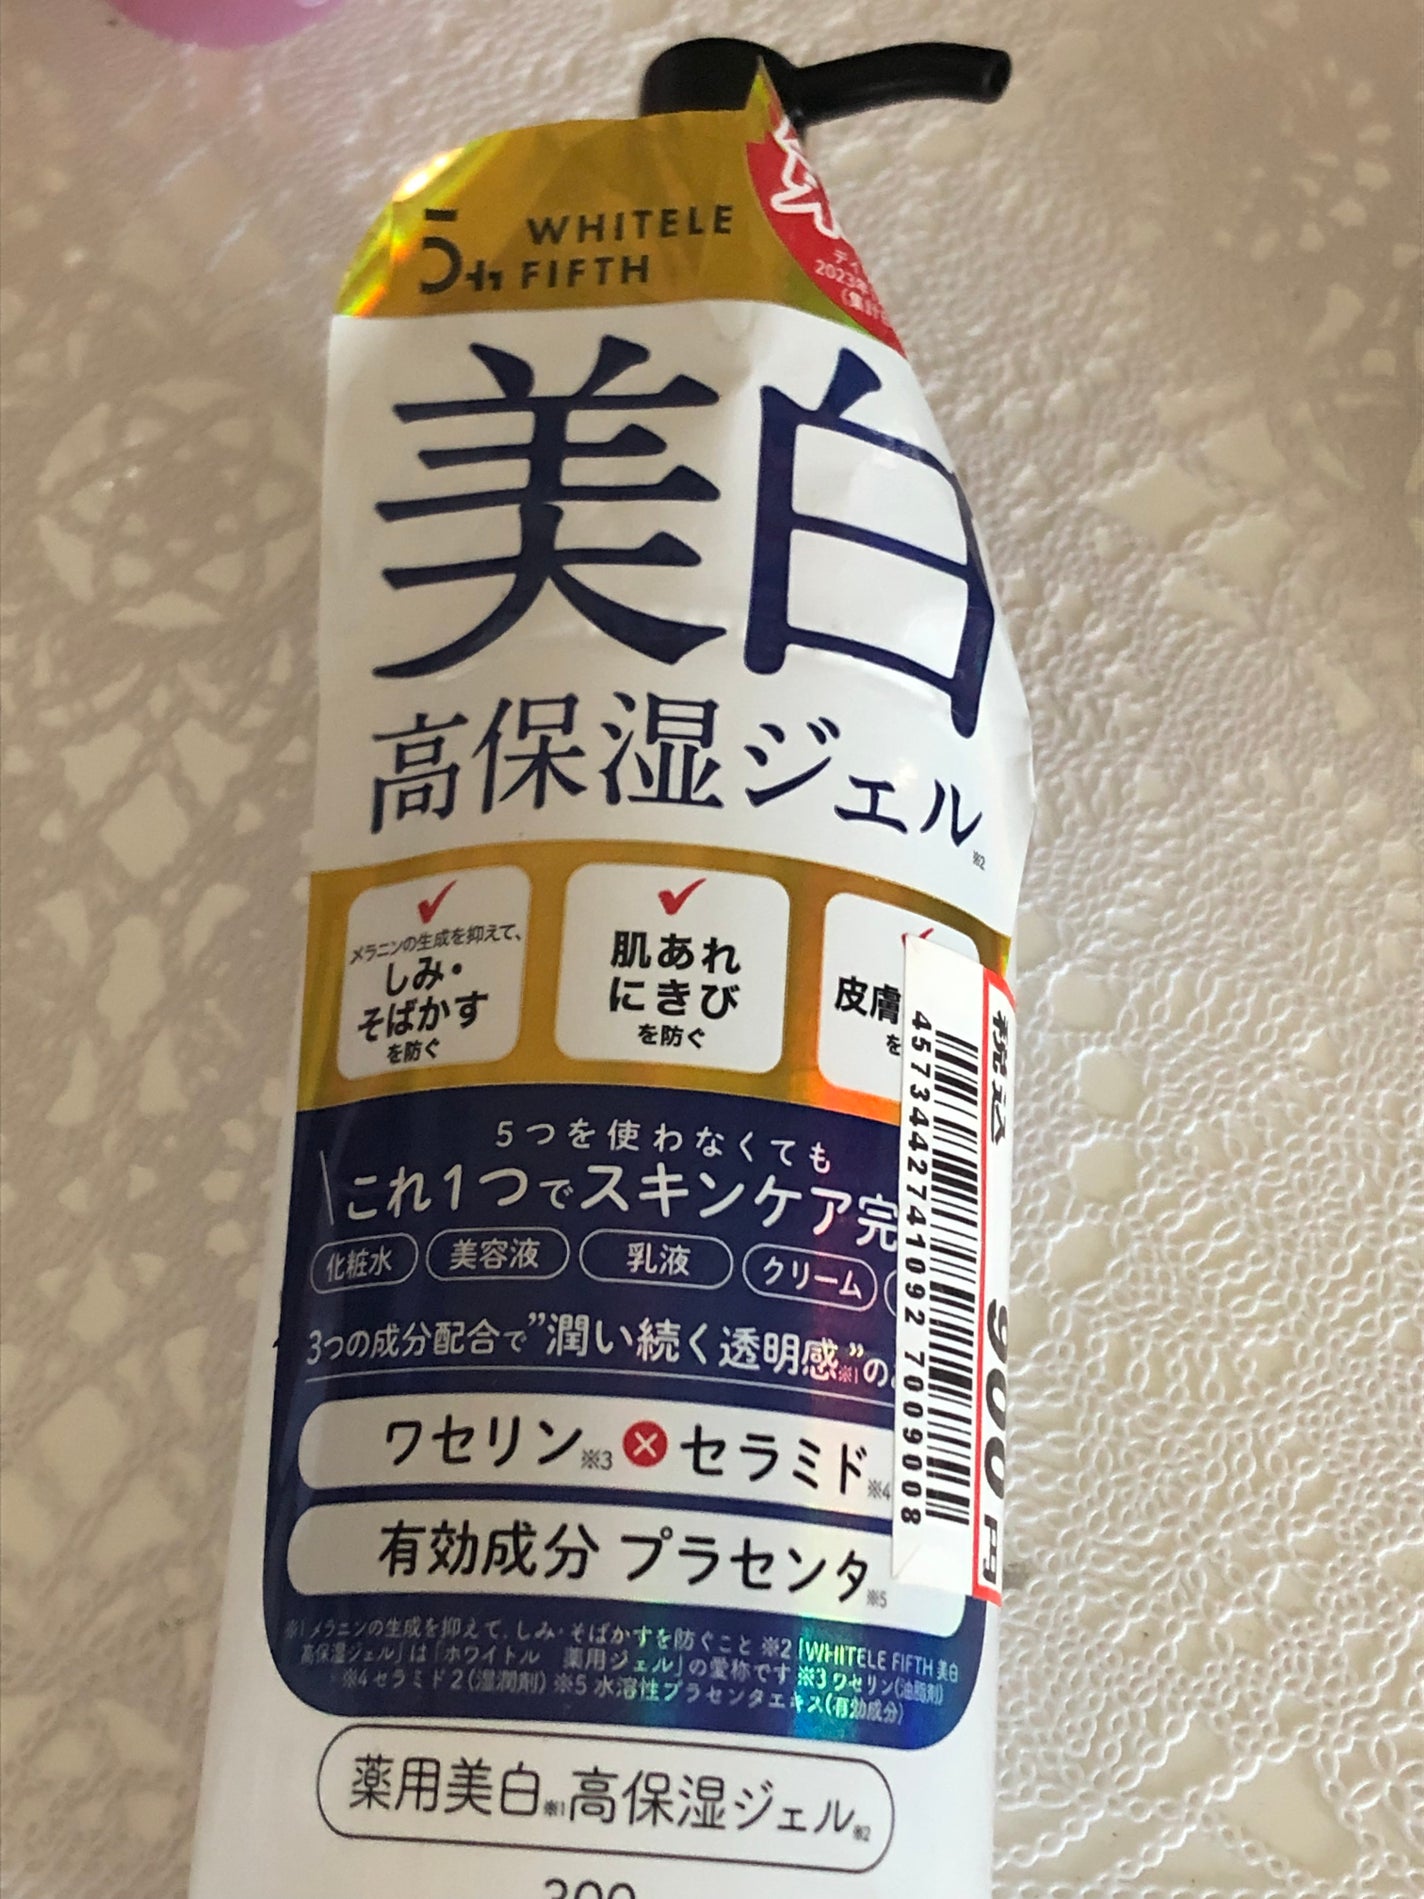 5th WHITELE
FIFTH
2023年
美白
高保湿ジェル※2
メラニンの生成を抑えて、
しみ・
そばかす
を防ぐ
肌あれ
にきび
を防ぐ
皮膚
を
5つを使わなくても
\これ1つでスキンケア完
化粧水 美容液 乳液 クリーム
3つの成分配合で"潤い続く透明感※1"の
ワセリン※3 × セラミド※4
有効成分 プラセンタ※5
※1 メラニンの生成を抑えて、しみ・そばかすを防ぐこと ※2「WHITELE FIFTH 美白
高保湿ジェル」は「ホワイトル 薬用ジェル」の愛称です ※3 ワセリン(油脂剤)
※4 セラミド2(湿潤剤) ※5 水溶性プラセンタエキス(有効成分)
薬用美白※1高保湿ジェル※2
300
税込 900円
4573442741092 7009008